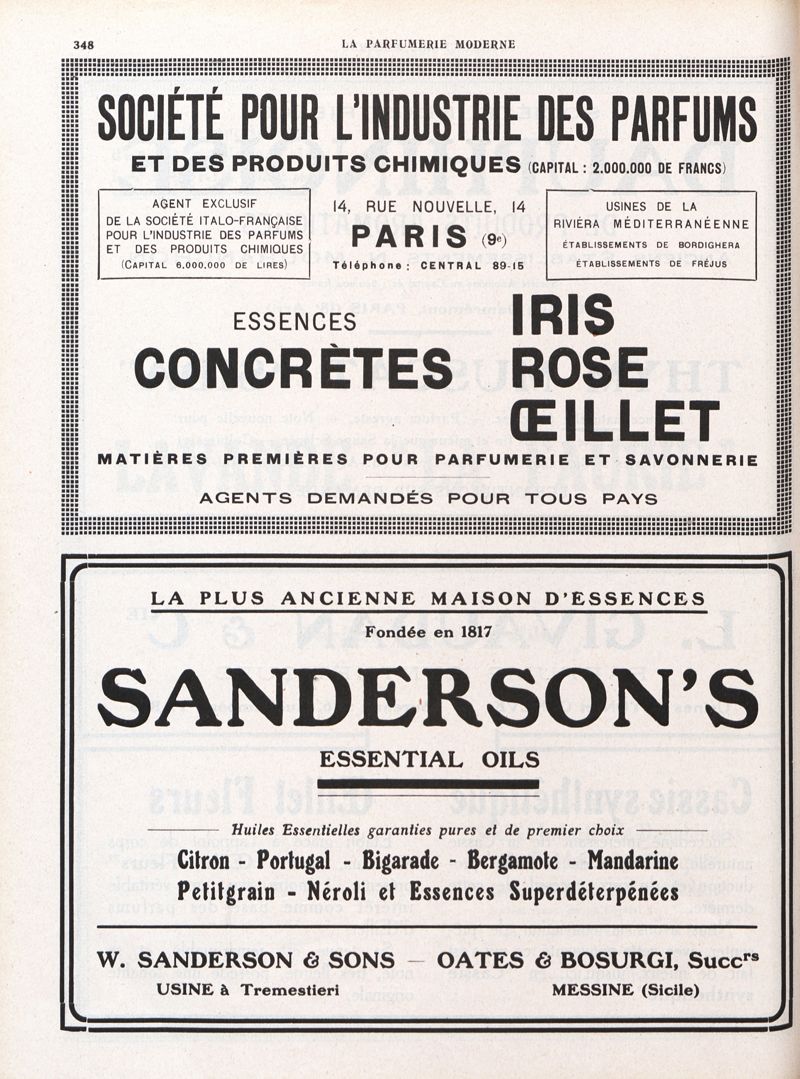 348
LA PARFUMERIE MODERNE
SOCIÉTÉ POUR L'INDUSTRIE DES PARFUMS
ET DES PRODUITS CHIMIQUES (CAPITAL : 2.000.000 DE FRANCS)
AGENT EXCLUSIF
DE LA SOCIÉTÉ ITALO-FRANÇAISE
POUR L'INDUSTRIE DES PARFUMS
ET DES PRODUITS CHIMIQUES
(CAPITAL 6.000.000 DE LIRES)
14, RUE NOUVELLE, 14
PARIS (9e)
Téléphone: CENTRAL 89-15
USINES DE LA
RIVIÉRA MÉDITERRANÉENNE
ÉTABLISSEMENTS DE BORDIGHERA
ÉTABLISSEMENTS DE FRÉJUS
ESSENCES
CONCRÈTES
IRIS
ROSE
ŒILLET
MATIÈRES PREMIÈRES POUR PARFUMERIE ET SAVONNERIE
AGENTS DEMANDÉS POUR TOUS PAYS
LA PLUS ANCIENNE MAISON D'ESSENCES
Fondée en 1817
SANDERSON'S
ESSENTIAL OILS
Huiles Essentielles garanties pures et de premier choix
Citron - Portugal - Bigarade - Bergamote - Mandarine
Petitgrain - Néroli et Essences Superdéterpénées
W. SANDERSON & SONS — OATES & BOSURGI, Succrs
USINE à Tremestieri MESSINE (Sicile)